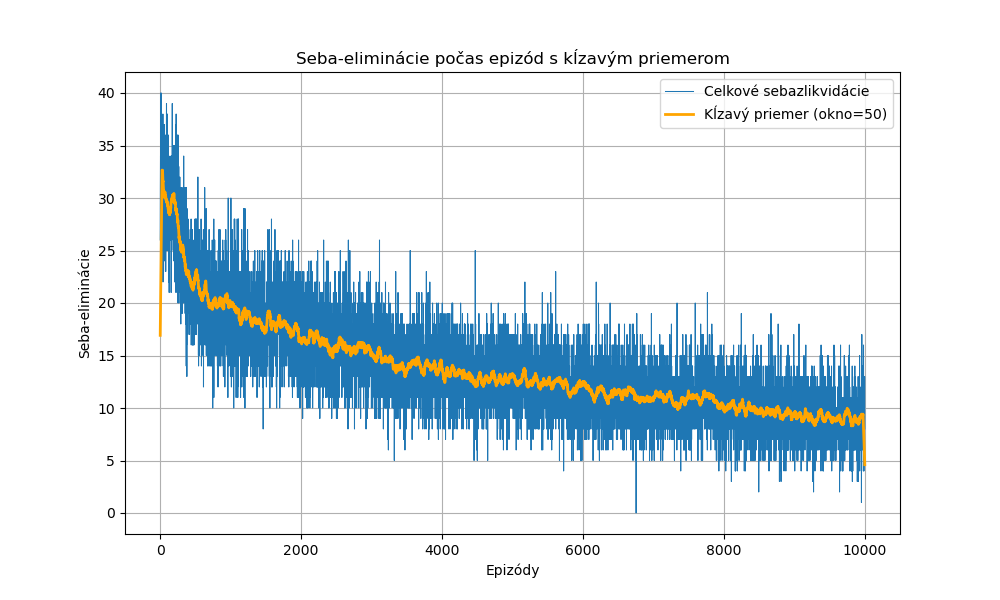 Seba-eliminácie počas epizód s kĺzavým priemerom
Celkové sebazlikvidácie
Kĺzavý priemer (okno=50)
Seba-eliminácie
40
35
30
25
20
15
10
5
0
0 2000 4000 6000 8000 10000
Epizódy